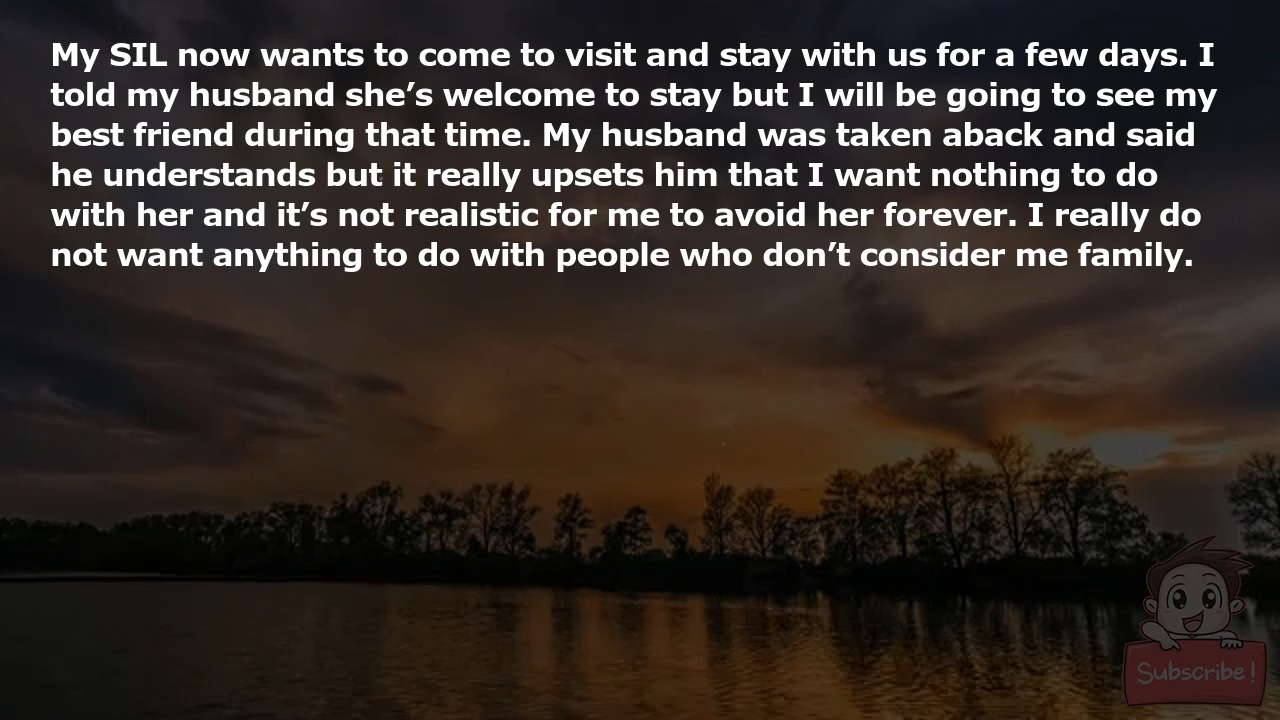 My SIL now wants to come to visit and stay with us for a few days. I
told my husband she’s welcome to stay but I will be going to see my
best friend during that time. My husband was taken aback and said
he understands but it really upsets him that I want nothing to do
with her and it’s not realistic for me to avoid her forever. I really do
not want anything to do with people who don’t consider me family.
Subscribe!